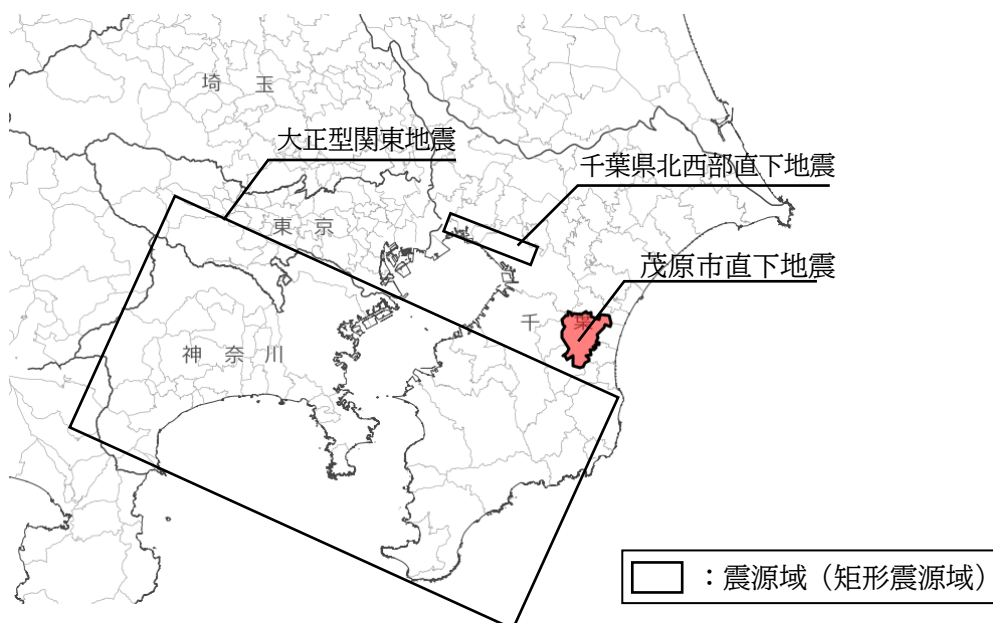 埼玉
大正型関東地震
千葉県北西部直下地震
東京
茂原市直下地震
千葉
神奈川
：震源域（矩形震源域）